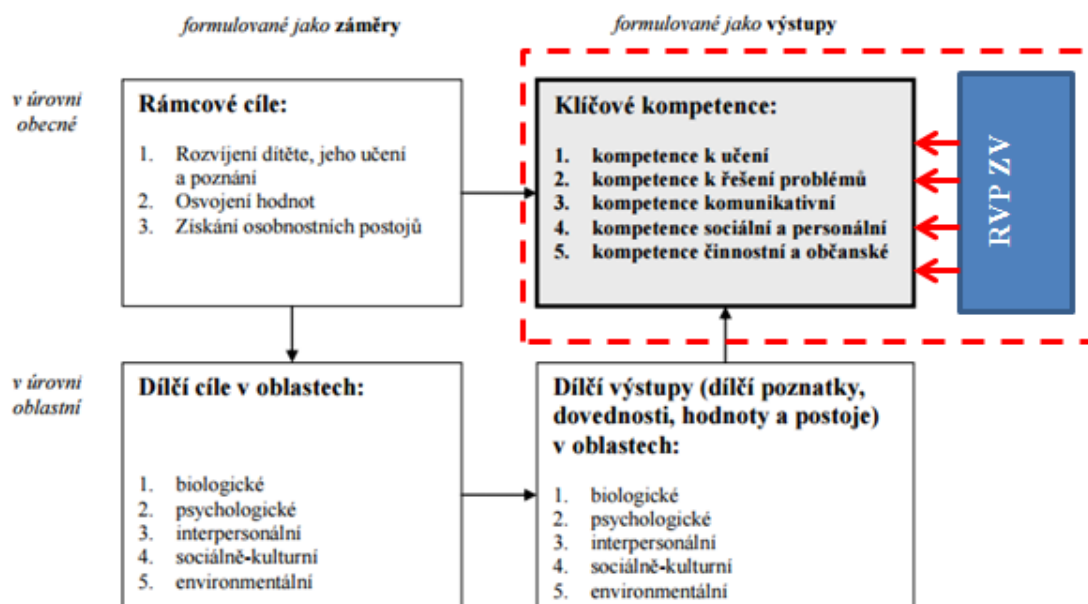 formulované jako záměry
formulované jako výstupy
v úrovni
obecné
Rámcové cíle:
1. Rozvíjení dítěte, jeho učení
a poznání
2. Osvojení hodnot
3. Získání osobnostních postojů
Klíčové kompetence:
1. kompetence k učení
2. kompetence k řešení problémů
3. kompetence komunikativní
4. kompetence sociální a personální
5. kompetence činnostní a občanské
RVP ZV
v úrovni
oblastní
Dílčí cíle v oblastech:
1. biologické
2. psychologické
3. interpersonální
4. sociálně-kulturní
5. environmentální
Dílčí výstupy (dílčí poznatky,
dovednosti, hodnoty a postoje)
v oblastech:
1. biologické
2. psychologické
3. interpersonální
4. sociálně-kulturní
5. environmentální